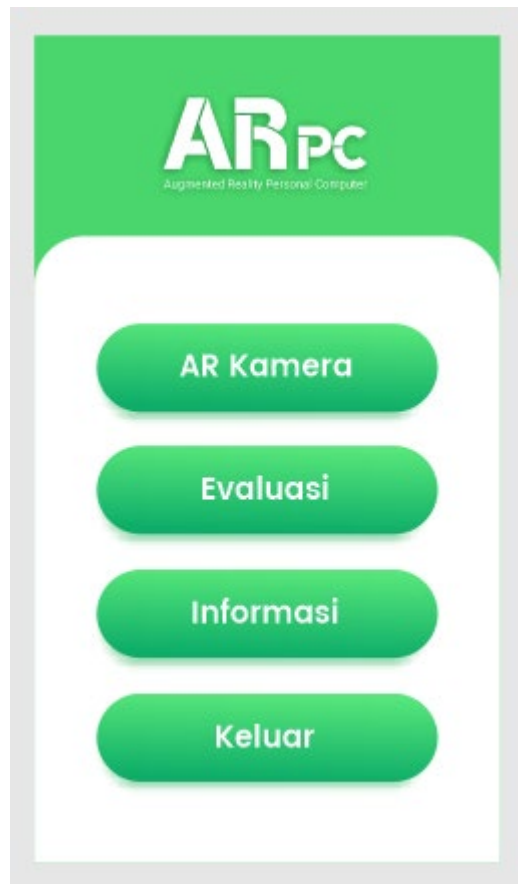 ARPC
Augmented Reality Personal Computer
AR Kamera
Evaluasi
Informasi
Keluar